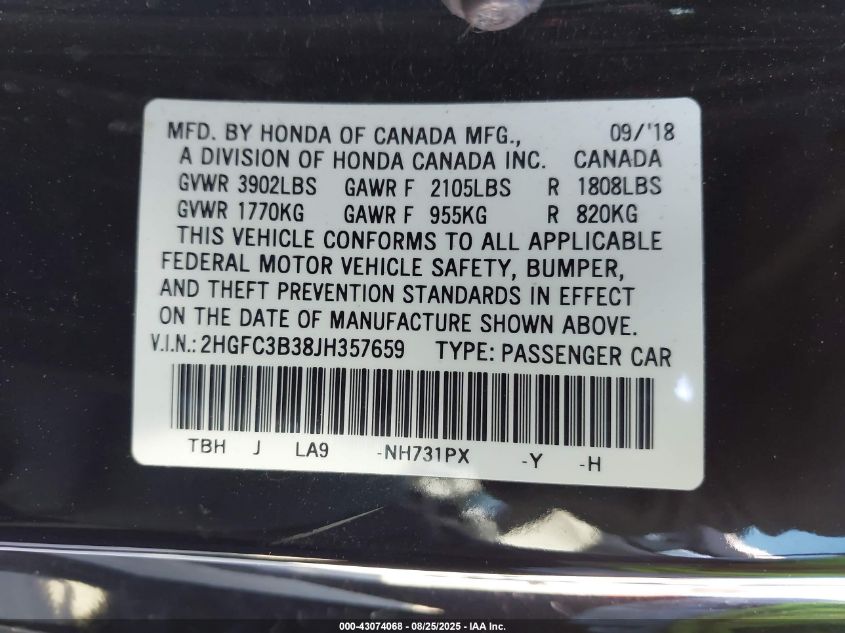 MFD. BY HONDA OF CANADA MFG., 09/'18
A DIVISION OF HONDA CANADA INC. CANADA
GVWR 3902LBS GAWR F 2105LBS R 1808LBS
GVWR 1770KG GAWR F 955KG R 820KG
THIS VEHICLE CONFORMS TO ALL APPLICABLE
FEDERAL MOTOR VEHICLE SAFETY, BUMPER,
AND THEFT PREVENTION STANDARDS IN EFFECT
ON THE DATE OF MANUFACTURE SHOWN ABOVE.
V.I.N.: 2HGFC3B38JH357659 TYPE: PASSENGER CAR
TBH J LA9 -NH731PX -Y -H
000-43074068 - 08/25/2025 - IAA Inc.